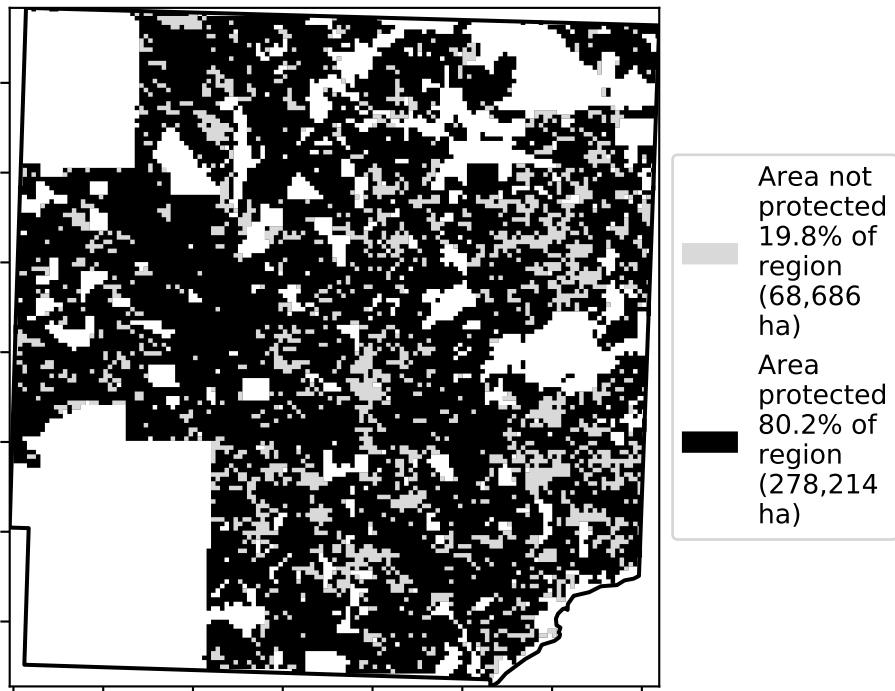 Area not
protected
19.8% of
region
(68,686
ha)
Area
protected
80.2% of
region
(278,214
ha)